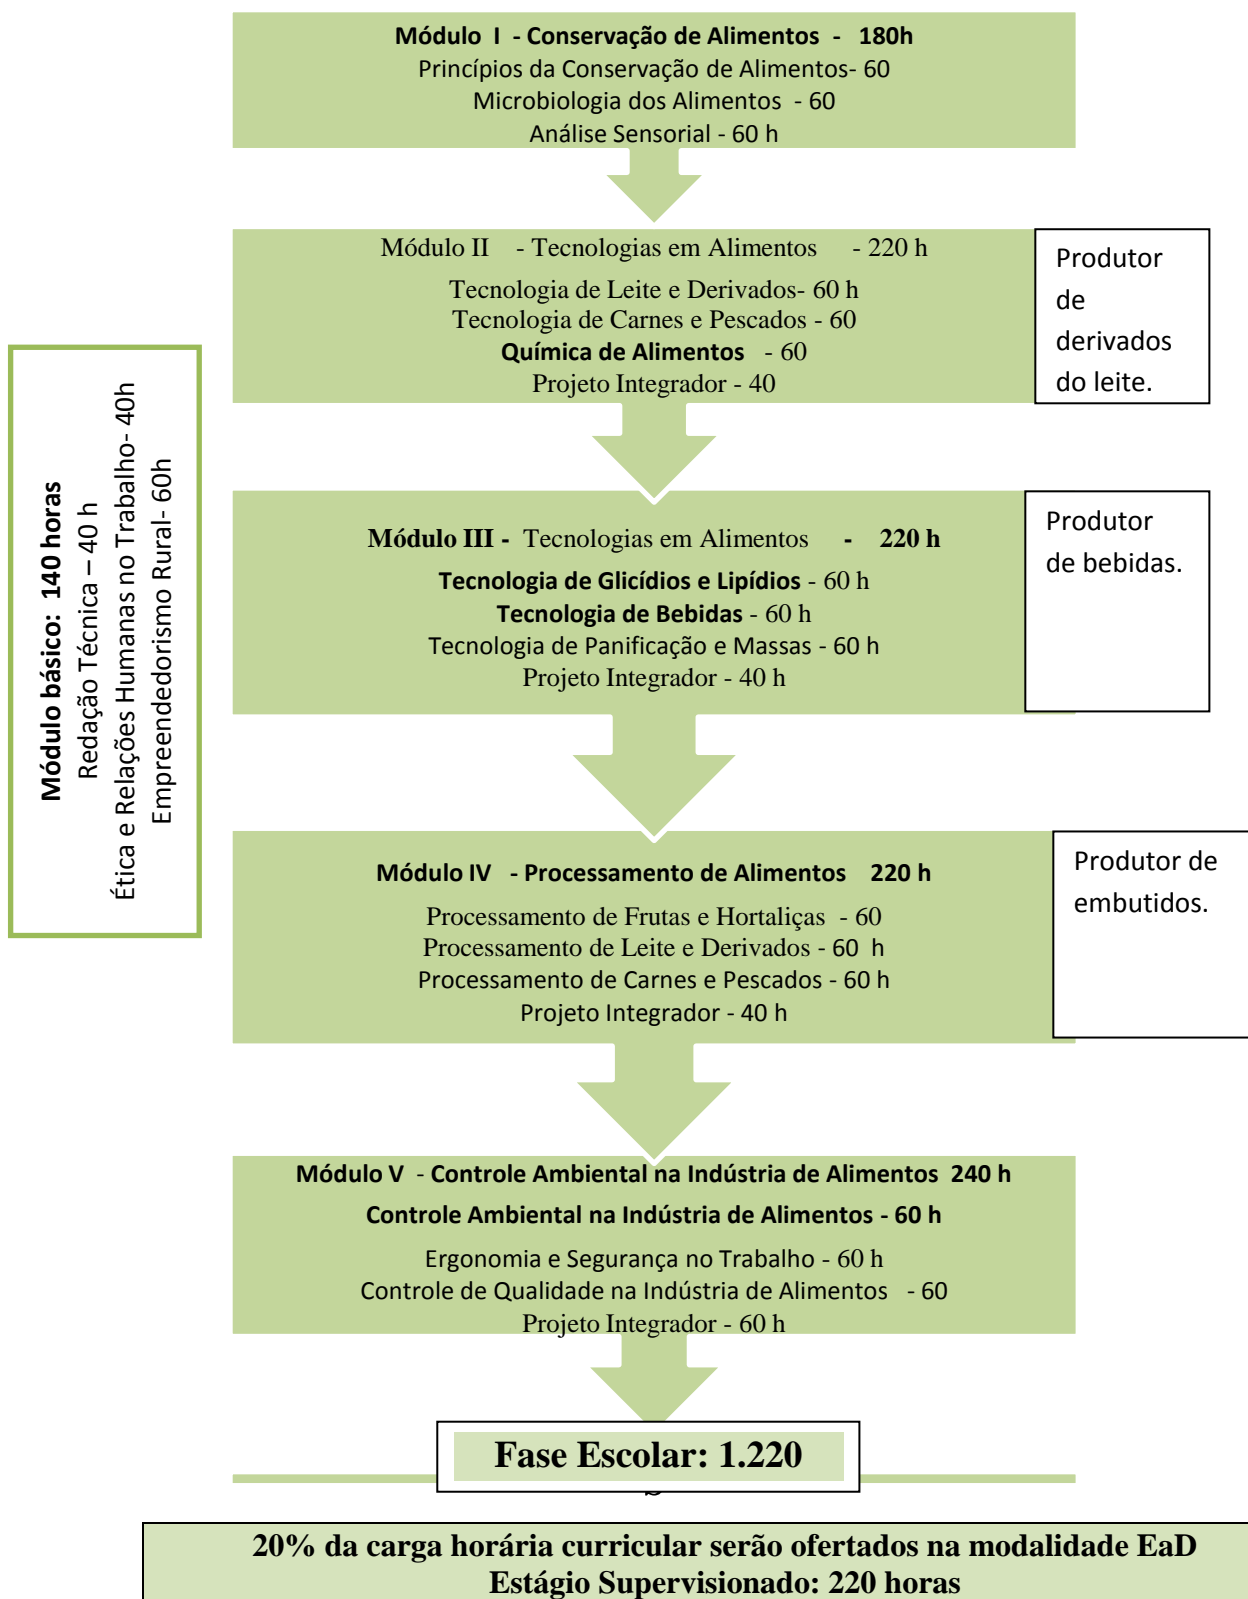 Módulo I - Conservação de Alimentos - 180h
Princípios da Conservação de Alimentos- 60
Microbiologia dos Alimentos - 60
Análise Sensorial - 60 h
Módulo II - Tecnologias em Alimentos - 220 h
Tecnologia de Leite e Derivados- 60 h
Tecnologia de Carnes e Pescados - 60
Química de Alimentos - 60
Projeto Integrador - 40
Produtor
de
derivados
do leite.
Módulo básico: 140 horas
Redação Técnica – 40 h
Ética e Relações Humanas no Trabalho- 40h
Empreendedorismo Rural- 60h
Módulo III - Tecnologias em Alimentos - 220 h
Tecnologia de Glicídios e Lipídios - 60 h
Tecnologia de Bebidas - 60 h
Tecnologia de Panificação e Massas - 60 h
Projeto Integrador - 40 h
Produtor
de bebidas.
Módulo IV - Processamento de Alimentos 220 h
Processamento de Frutas e Hortaliças - 60
Processamento de Leite e Derivados - 60 h
Processamento de Carnes e Pescados - 60 h
Projeto Integrador - 40 h
Produtor de
embutidos.
Módulo V - Controle Ambiental na Indústria de Alimentos 240 h
Controle Ambiental na Indústria de Alimentos - 60 h
Ergonomia e Segurança no Trabalho - 60 h
Controle de Qualidade na Indústria de Alimentos - 60
Projeto Integrador - 60 h
Fase Escolar: 1.220
20% da carga horária curricular serão ofertados na modalidade EaD
Estágio Supervisionado: 220 horas